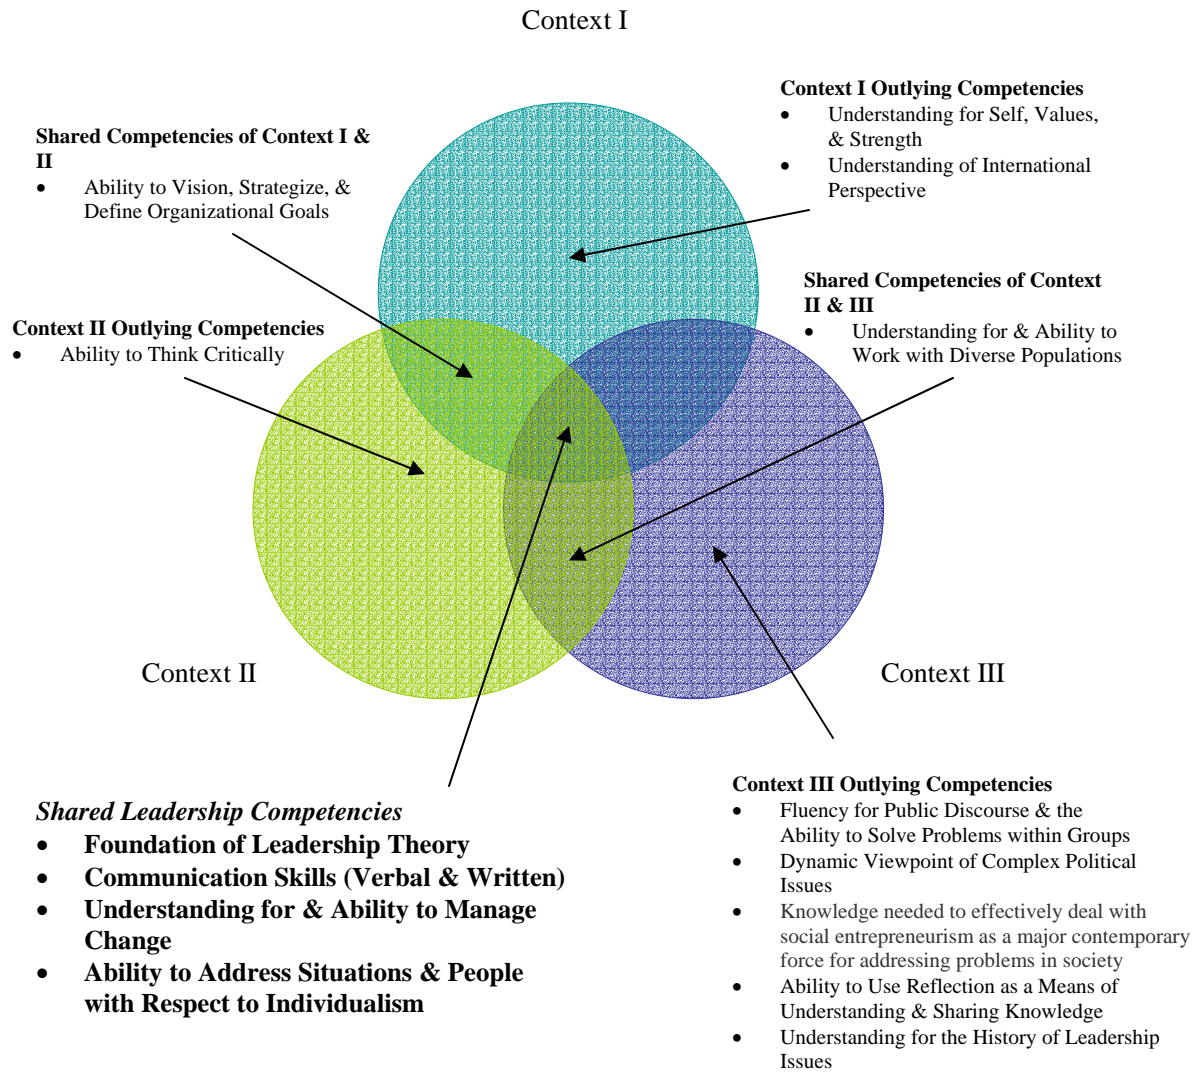 Context I
Context I Outlying Competencies
• Understanding for Self, Values,
& Strength
• Understanding of International
Perspective
Shared Competencies of Context I &
II
• Ability to Vision, Strategize, &
Define Organizational Goals
Shared Competencies of Context
II & III
• Understanding for & Ability to
Work with Diverse Populations
Context II Outlying Competencies
• Ability to Think Critically
Context II
Context III
Shared Leadership Competencies
• Foundation of Leadership Theory
• Communication Skills (Verbal & Written)
• Understanding for & Ability to Manage
Change
• Ability to Address Situations & People
with Respect to Individualism
Context III Outlying Competencies
• Fluency for Public Discourse & the
Ability to Solve Problems within Groups
• Dynamic Viewpoint of Complex Political
Issues
• Knowledge needed to effectively deal with
social entrepreneurism as a major contemporary
force for addressing problems in society
• Ability to Use Reflection as a Means of
Understanding & Sharing Knowledge
• Understanding for the History of Leadership
Issues